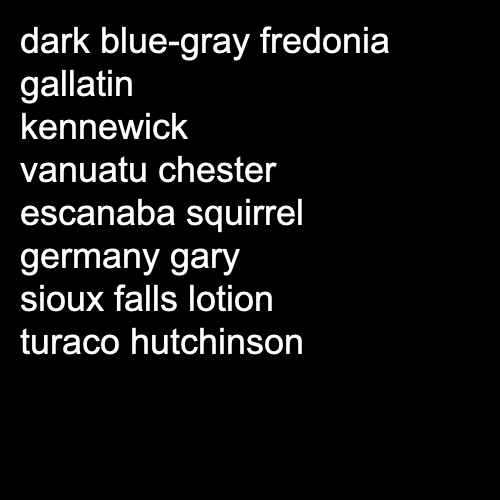 dark blue-gray fredonia
gallatin
kennewick
vanuatu chester
escanaba squirrel
germany gary
sioux falls lotion
turaco hutchinson